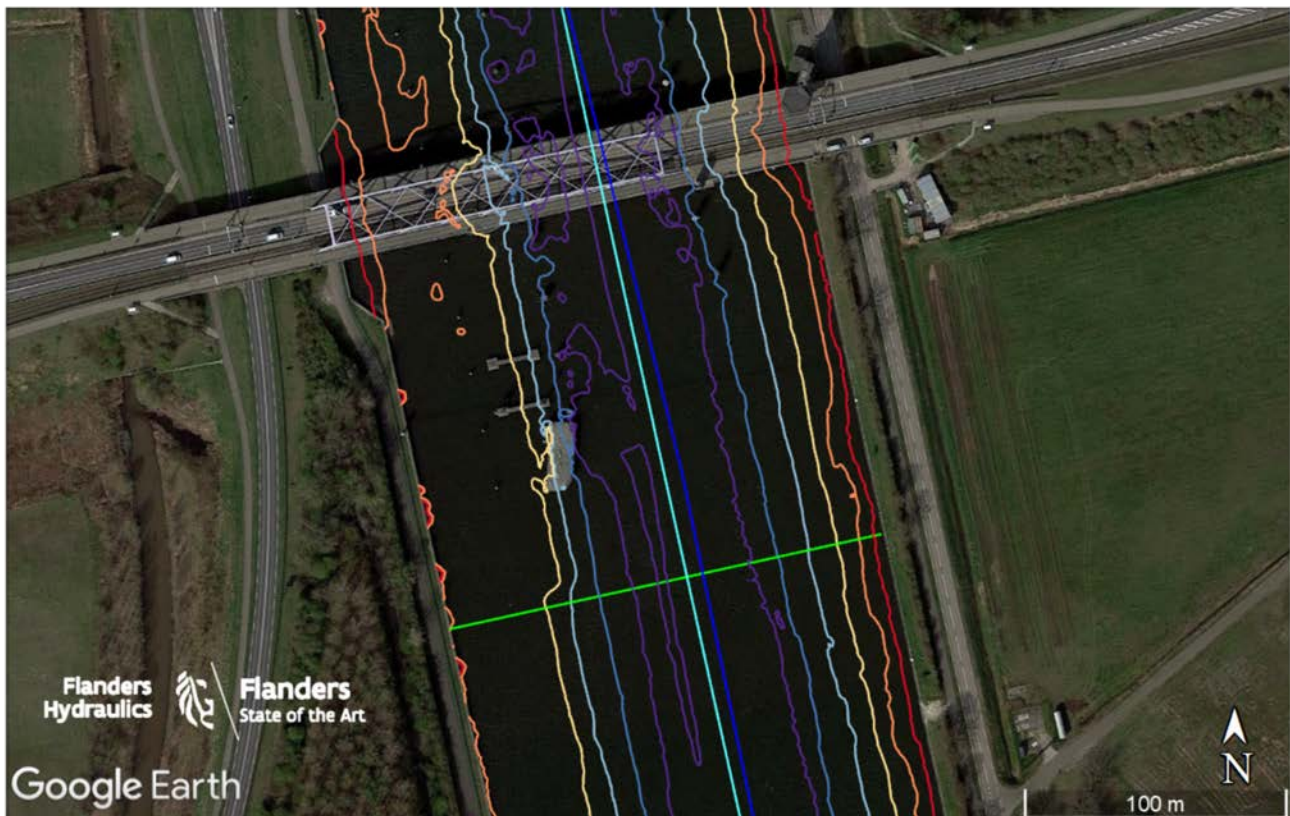 Flanders
Hydraulics
Flanders
State of the Art
Google Earth
N
100 m